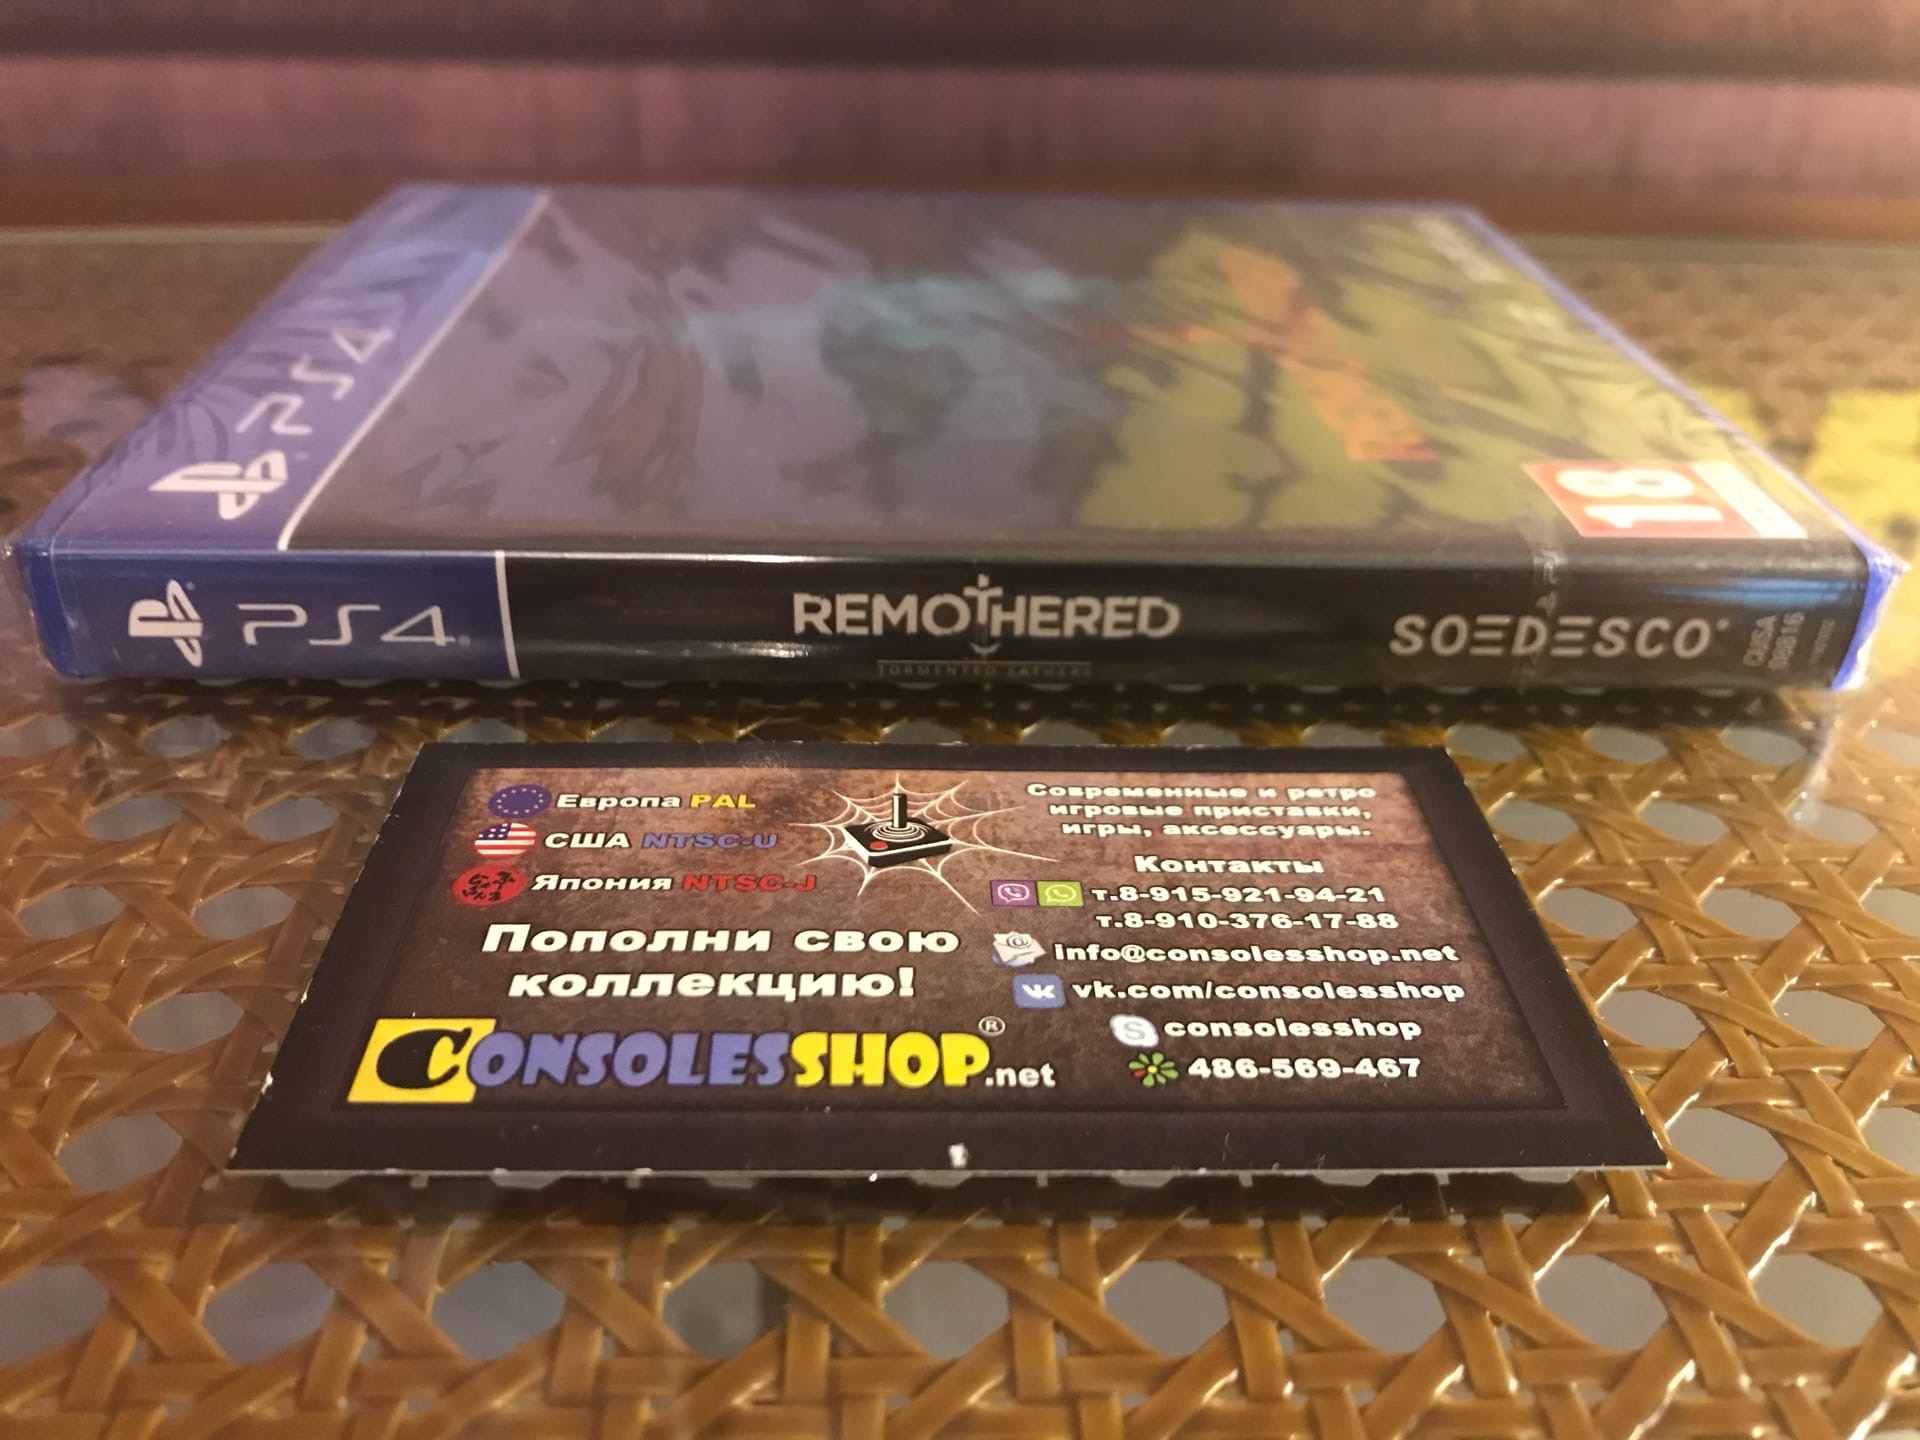 PS4
18
PS4
REMOTHERED
TORMENTED FATHERS
SOEDESCO
CUSA
Европа PAL
США NTSC-U
Япония NTSC-J
Пополни свою
коллекцию!
CONSOLESSHOP.net
®
Современные и ретро
игровые приставки,
игры, аксессуары.
Контакты
т.8-915-921-94-21
т.8-910-376-17-88
info@consolesshop.net
vk.com/consolesshop
consolesshop
486-569-467